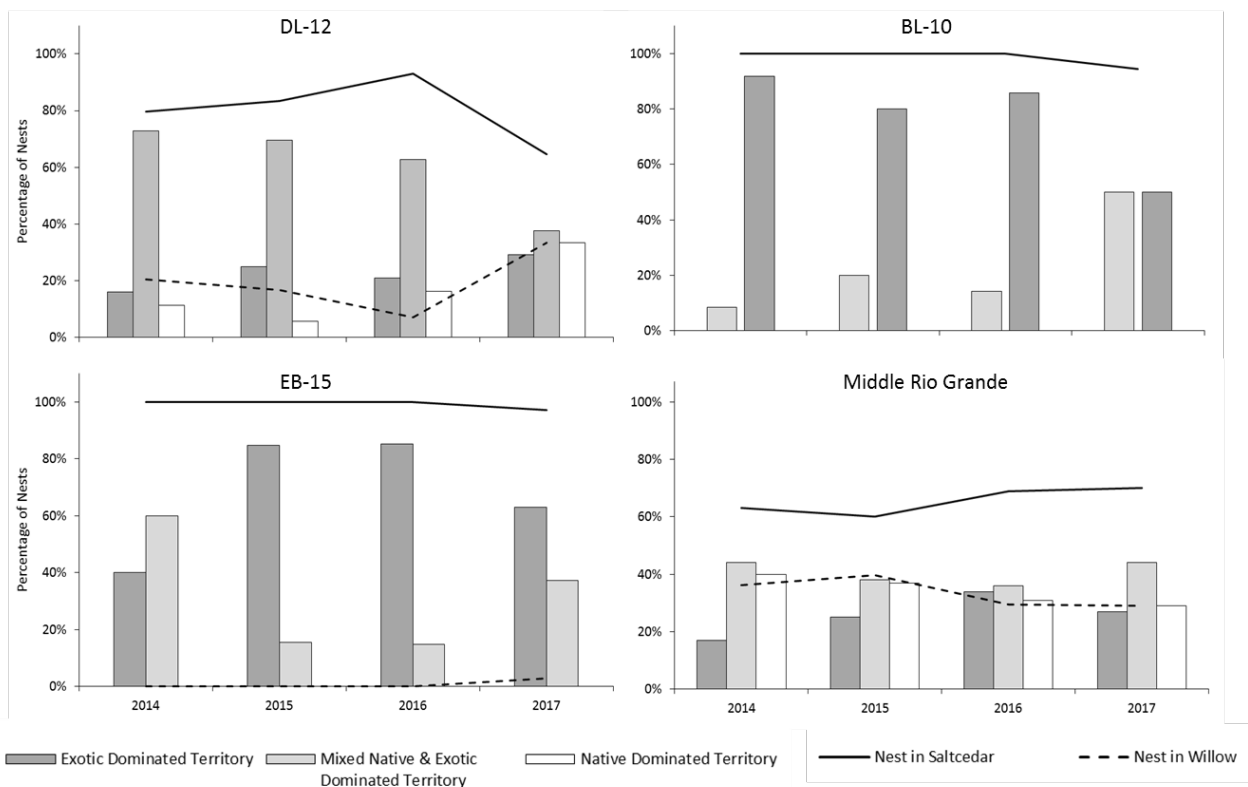 DL-12
BL-10
100%
80%
60%
40%
20%
0%
Percentage of Nests
100%
80%
60%
40%
20%
0%
EB-15
Middle Rio Grande
100%
80%
60%
40%
20%
0%
Percentage of Nests
2014 2015 2016 2017
100%
80%
60%
40%
20%
0%
2014 2015 2016 2017
Exotic Dominated Territory
Mixed Native & Exotic
Dominated Territory
Native Dominated Territory
Nest in Saltcedar
Nest in Willow